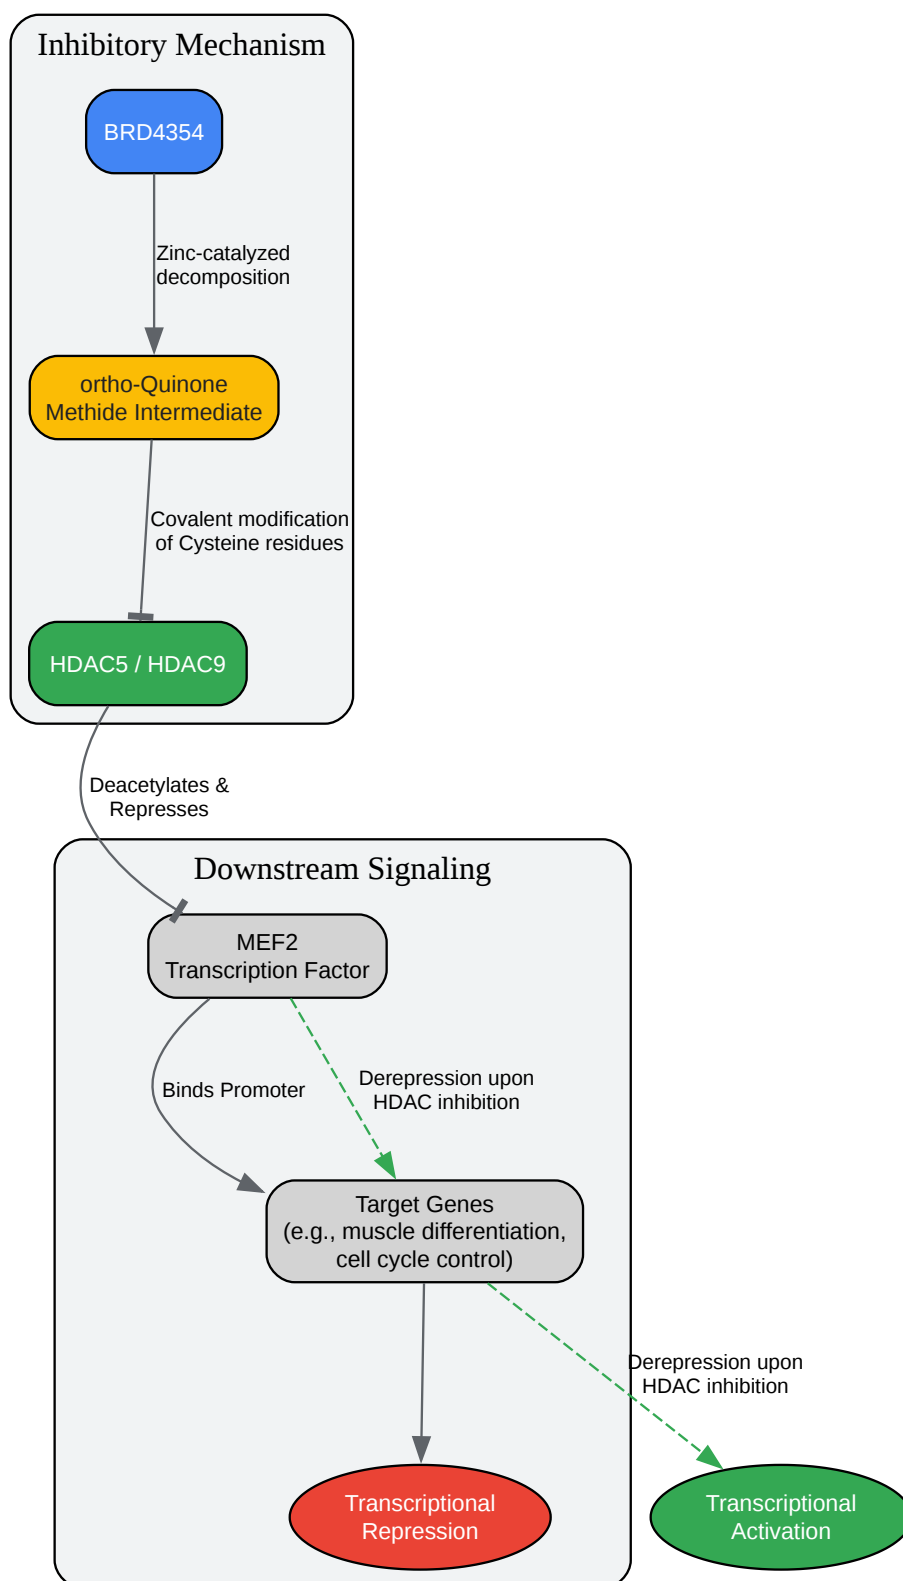 Inhibitory Mechanism
BRD4354
Zinc-catalyzed
decomposition
ortho-Quinone
Methide Intermediate
Covalent modification
of Cysteine residues
HDAC5 / HDAC9
Deacetylates &
Represses
Downstream Signaling
MEF2
Transcription Factor
Binds Promoter
Derepression upon
HDAC inhibition
Target Genes
(e.g., muscle differentiation,
cell cycle control)
Derepression upon
HDAC inhibition
Transcriptional
Repression
Transcriptional
Activation